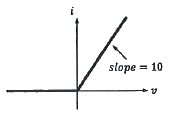 i
slope = 10
v